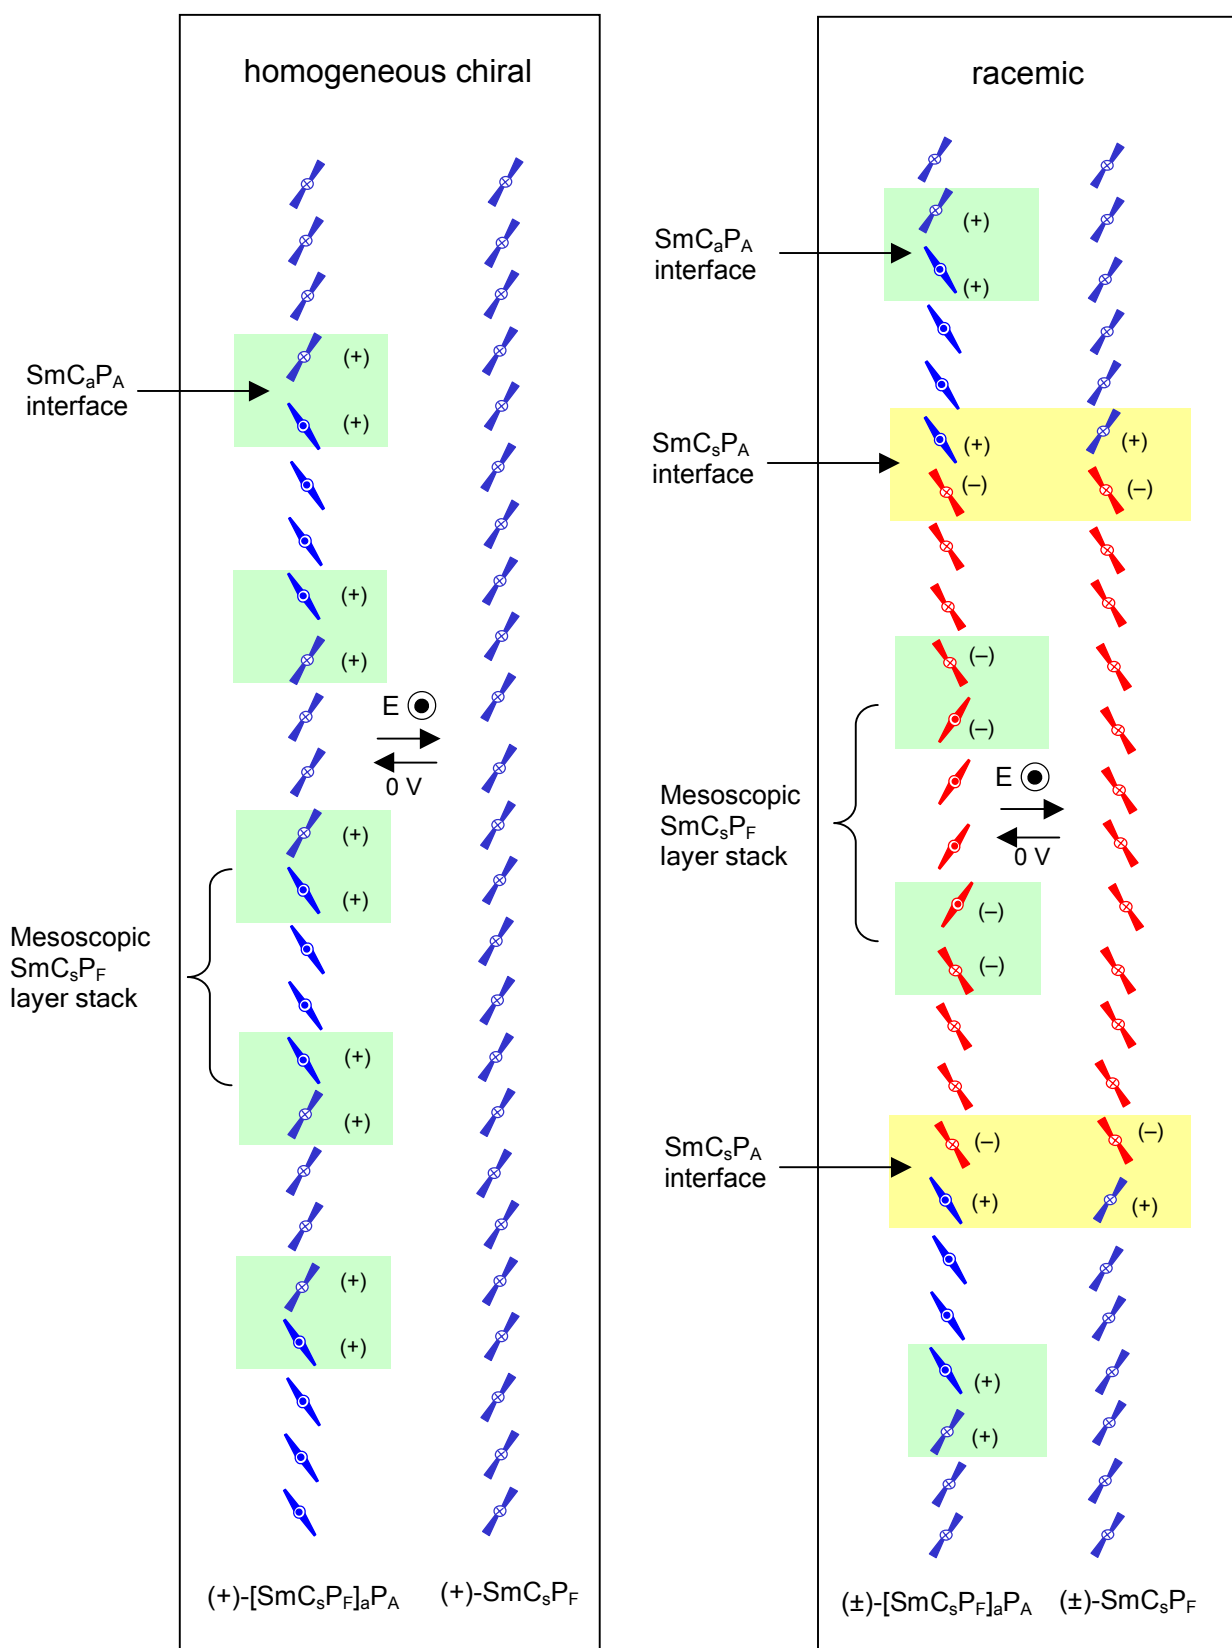 homogeneous chiral
SmCaPA
interface
(+)
(+)
(+)
(+)
E
0 V
(+)
(+)
Mesoscopic
SmCsPF
layer stack
(+)
(+)
(+)
(+)
(+)-[SmCsPF]aPA
(+)-SmCsPF
racemic
SmCaPA
interface
(+)
(+)
SmCsPA
interface
(+)
(+)
(–)
(–)
(–)
(–)
Mesoscopic
SmCsPF
layer stack
E
0 V
(–)
(–)
SmCsPA
interface
(–)
(–)
(+)
(+)
(+)
(+)
(±)-[SmCsPF]aPA
(±)-SmCsPF